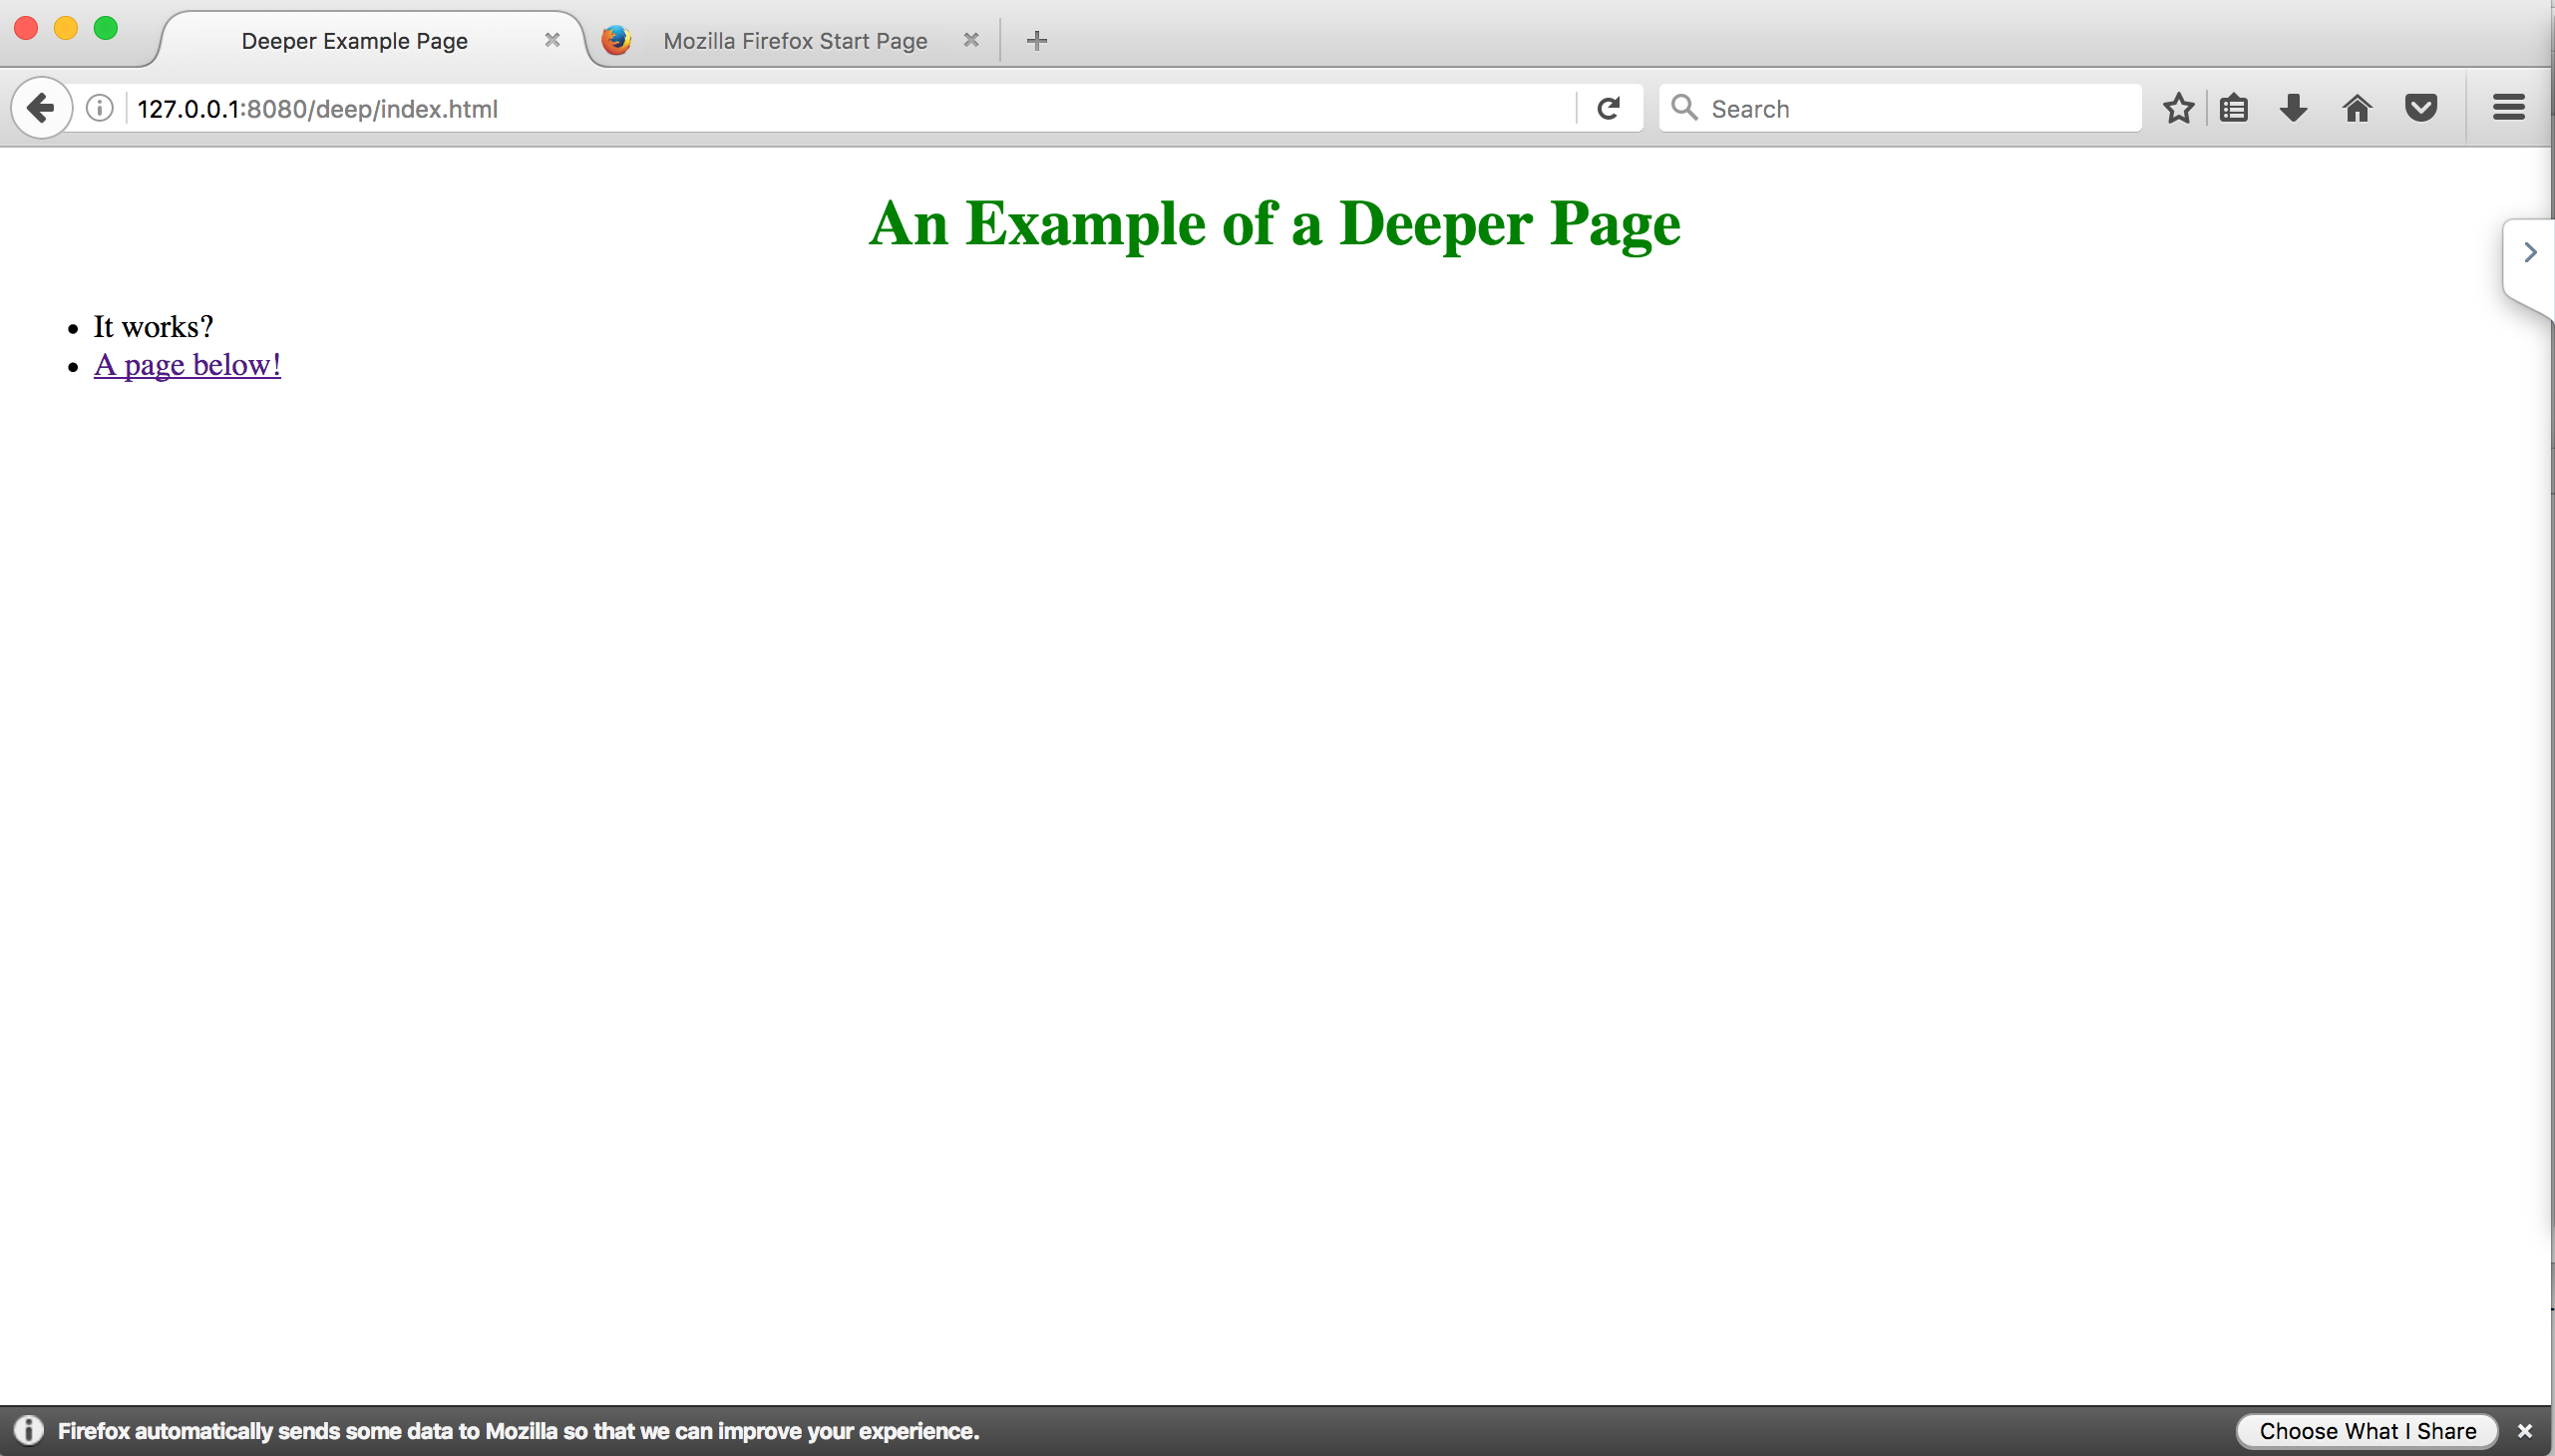 Deeper Example Page
Mozilla Firefox Start Page
127.0.0.1:8080/deep/index.html
Search
An Example of a Deeper Page
It works?
A page below!
Firefox automatically sends some data to Mozilla so that we can improve your experience.
Choose What I Share